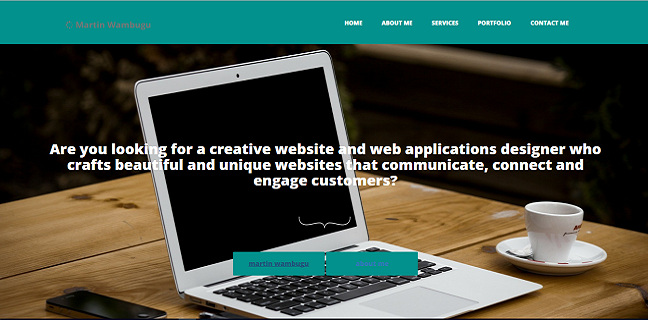 Martin Wambugu
HOME ABOUT ME SERVICES PORTFOLIO CONTACT ME
Are you looking for a creative website and web applications designer who
crafts beautiful and unique websites that communicate, connect and
engage customers?
martin wambugu